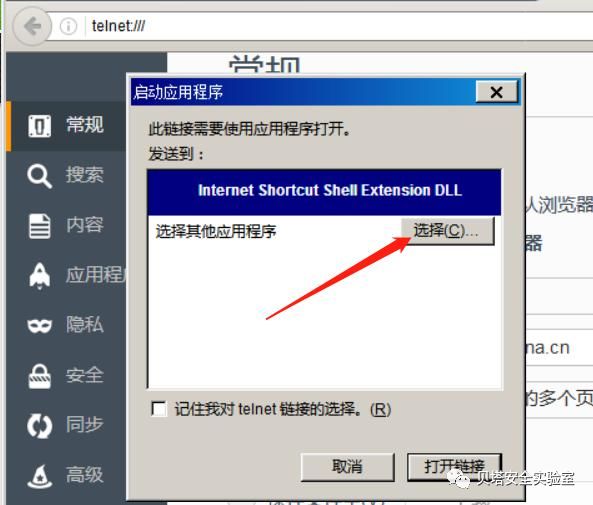 telnet:///
常规
启动应用程序
此链接需要使用应用程序打开。
发送到：
Internet Shortcut Shell Extension DLL
选择其他应用程序
选择(C)...
记住我对 telnet 链接的选择。(R)
取消
打开链接
常规
搜索
内容
应用程序
隐私
安全
同步
高级
认浏览器
器
na.cn
的多个页
贝塔安全实验室